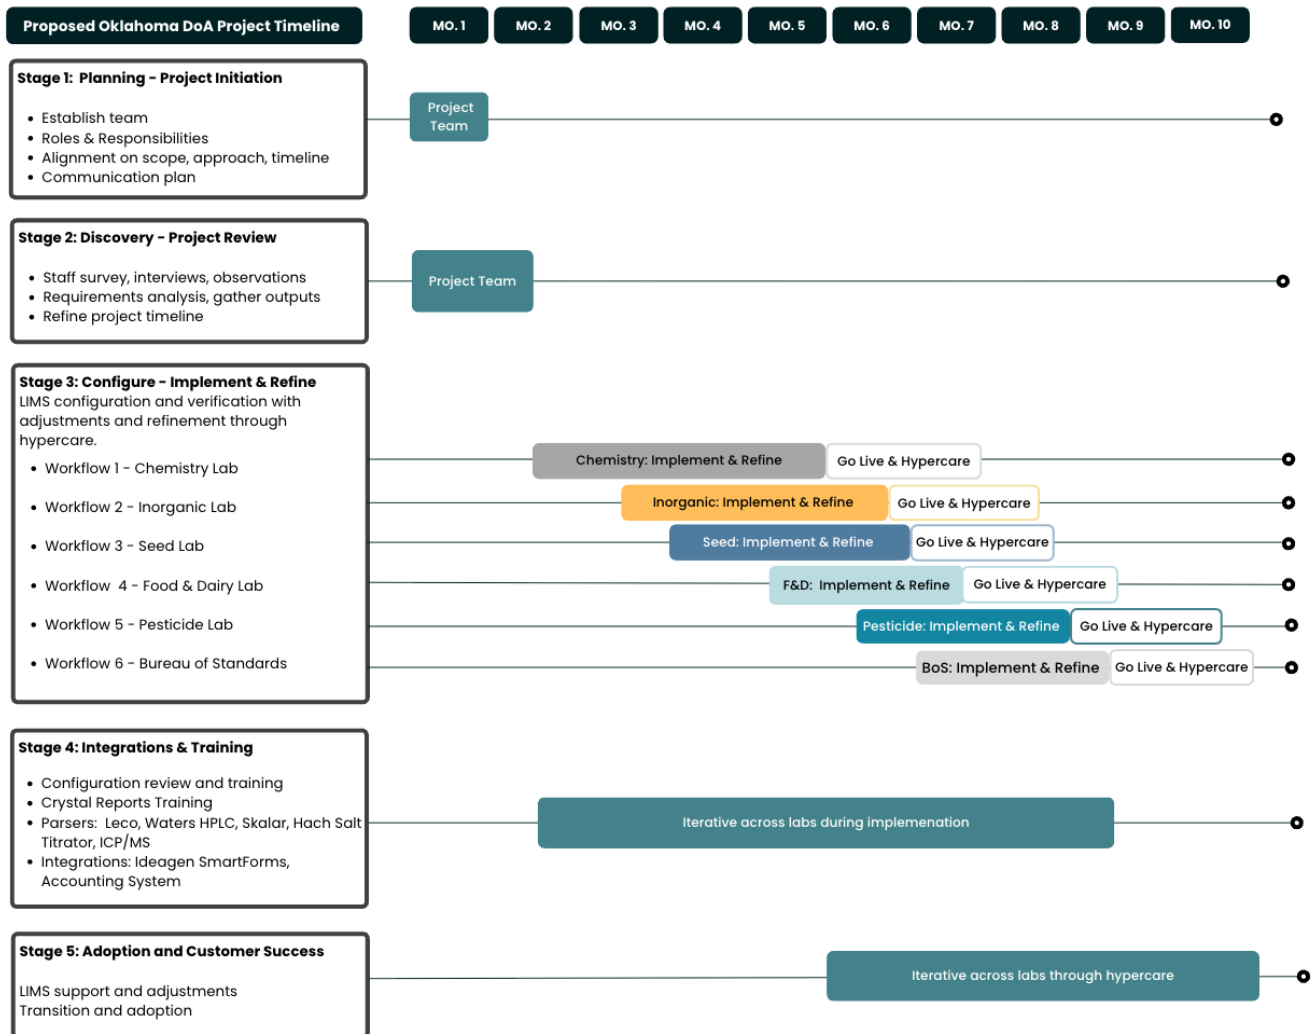 Proposed Oklahoma DoA Project Timeline
MO. 1
MO. 2
MO. 3
MO. 4
MO. 5
MO. 6
MO. 7
MO. 8
MO. 9
MO. 10
Stage 1:  Planning - Project Initiation
• Establish team
• Roles & Responsibilities
• Alignment on scope, approach, timeline
• Communication plan
Project
Team
Stage 2: Discovery - Project Review
• Staff survey, interviews, observations
• Requirements analysis, gather outputs
• Refine project timeline
Project Team
Stage 3: Configure - Implement & Refine
LIMS configuration and verification with
adjustments and refinement through
hypercare.
• Workflow 1 - Chemistry Lab
Chemistry: Implement & Refine
Go Live & Hypercare
• Workflow 2 - Inorganic Lab
Inorganic: Implement & Refine
Go Live & Hypercare
• Workflow 3 - Seed Lab
Seed: Implement & Refine
Go Live & Hypercare
• Workflow  4 - Food & Dairy Lab
F&D:  Implement & Refine
Go Live & Hypercare
• Workflow 5 - Pesticide Lab
Pesticide: Implement & Refine
Go Live & Hypercare
• Workflow 6 - Bureau of Standards
BoS: Implement & Refine
Go Live & Hypercare
Stage 4: Integrations & Training
• Configuration review and training
• Crystal Reports Training
• Parsers:  Leco, Waters HPLC, Skalar, Hach Salt
Titrator, ICP/MS
• Integrations: Ideagen SmartForms,
Accounting System
Iterative across labs during implemenation
Stage 5: Adoption and Customer Success
LIMS support and adjustments
Transition and adoption
Iterative across labs through hypercare